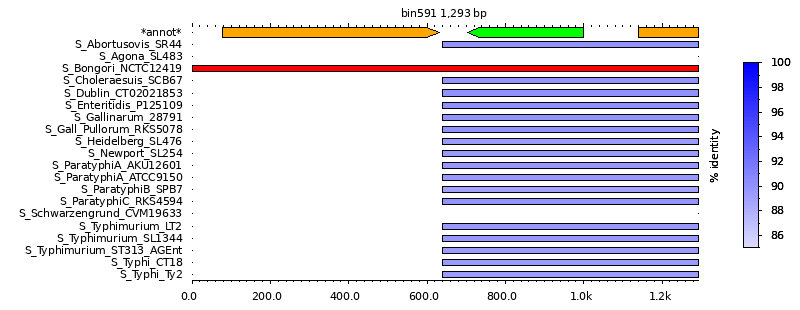 bin591 1,293 bp
*annot*
S_Abortusovis_SR44
S_Agona_SL483
S_Bongori_NCTC12419
S_Choleraesuis_SCB67
S_Dublin_CT02021853
S_Enteritidis_P125109
S_Gallinarum_28791
S_Gall_Pullorum_RKS5078
S_Heidelberg_SL476
S_Newport_SL254
S_ParatyphiA_AKU12601
S_ParatyphiA_ATCC9150
S_ParatyphiB_SPB7
S_ParatyphiC_RKS4594
S_Schwarzengrund_CVM19633
S_Typhimurium_LT2
S_Typhimurium_SL1344
S_Typhimurium_ST313_AGEnt
S_Typhi_CT18
S_Typhi_Ty2
0.0 200.0 400.0 600.0 800.0 1.0k 1.2k
% identity
100
98
96
94
92
90
88
86